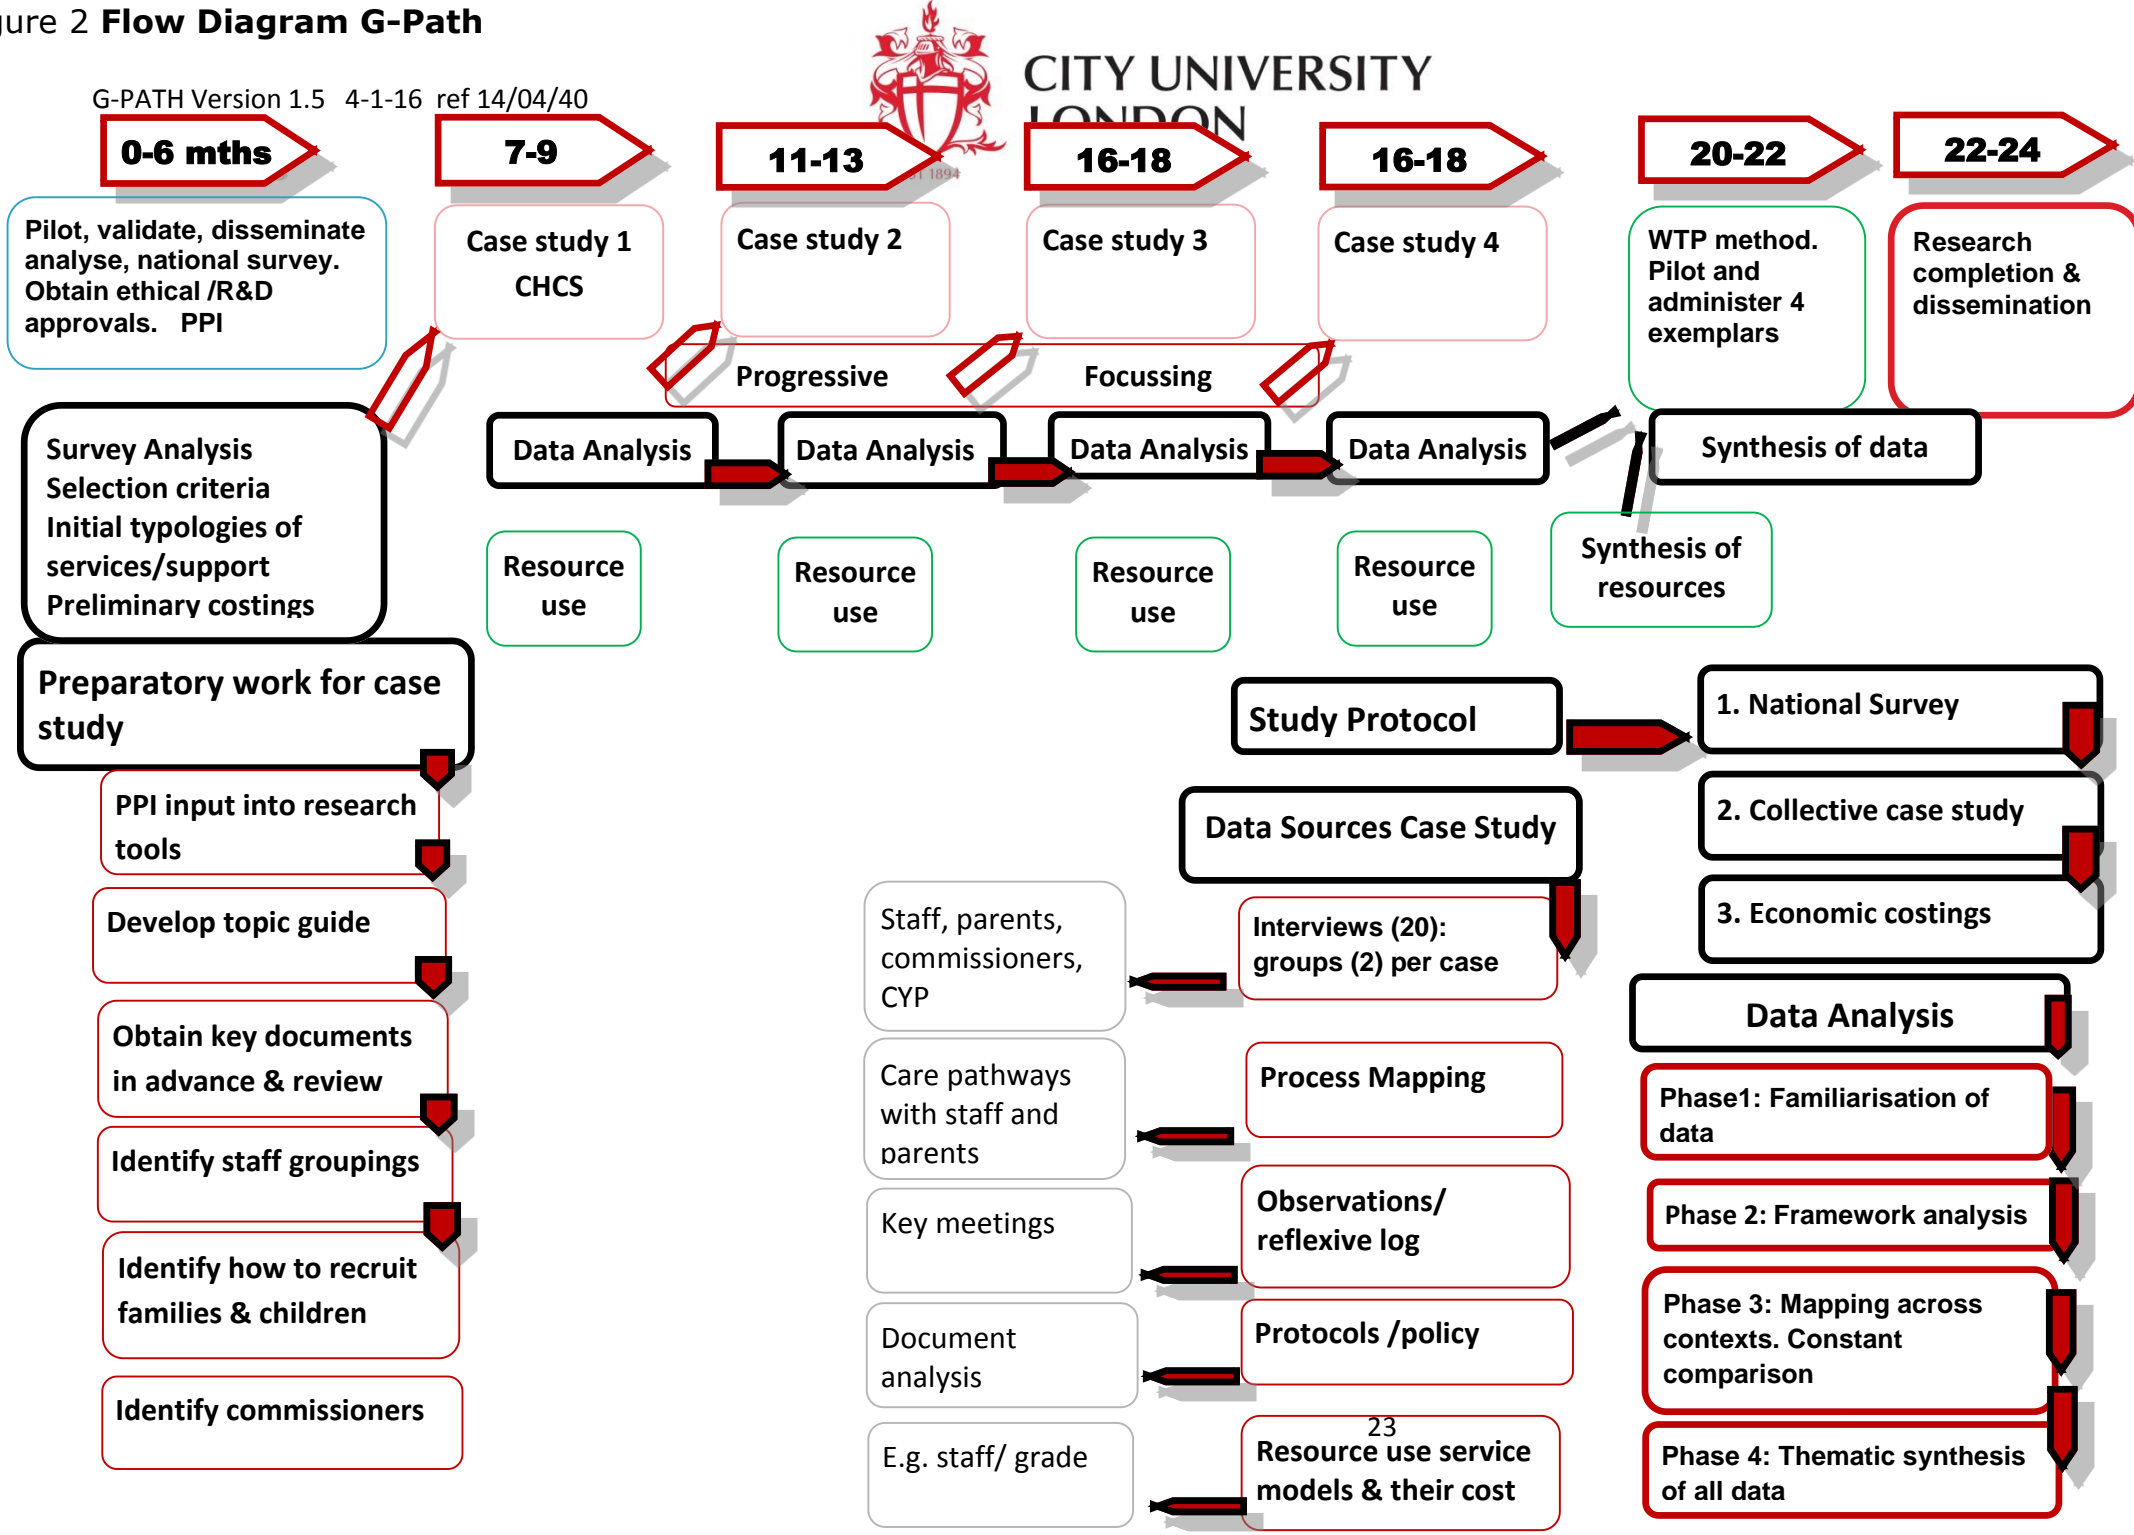 gure 2 Flow Diagram G-Path
CITY UNIVERSITY
LONDON
G-PATH Version 1.5 4-1-16 ref 14/04/40
0-6 mths
7-9
11-13
16-18
16-18
20-22
22-24
1894
Pilot, validate, disseminate
analyse, national survey.
Obtain ethical /R&D
approvals. PPI
Case study 1
CHCS
Case study 2
Case study 3
Case study 4
WTP method.
Pilot and
administer 4
exemplars
Research
completion &
dissemination
Progressive
Focussing
Survey Analysis
Selection criteria
Initial typologies of
services/support
Preliminary costings
Data Analysis
Data Analysis
Data Analysis
Data Analysis
Synthesis of data
Resource
use
Resource
use
Resource
use
Resource
use
Synthesis of
resources
Preparatory work for case
study
PPI input into research
tools
Develop topic guide
Obtain key documents
in advance & review
Identify staff groupings
Identify how to recruit
families & children
Identify commissioners
Study Protocol
1. National Survey
2. Collective case study
3. Economic costings
Data Sources Case Study
Staff, parents,
commissioners,
CYP
Interviews (20):
groups (2) per case
Care pathways
with staff and
parents
Process Mapping
Key meetings
Observations/
reflexive log
Document
analysis
Protocols /policy
E.g. staff/ grade
23
Resource use service
models & their cost
Data Analysis
Phase1: Familiarisation of
data
Phase 2: Framework analysis
Phase 3: Mapping across
contexts. Constant
comparison
Phase 4: Thematic synthesis
of all data